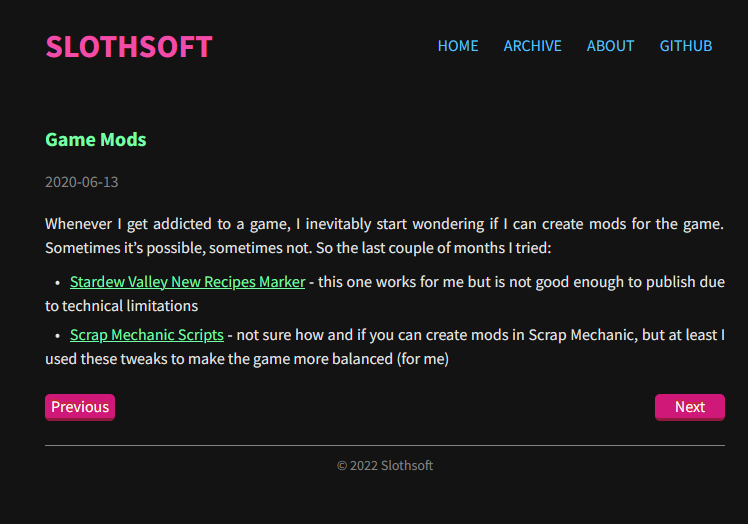 SLOTHSOFT
HOME ARCHIVE ABOUT GITHUB
Game Mods
2020-06-13
Whenever I get addicted to a game, I inevitably start wondering if I can create mods for the game.
Sometimes it’s possible, sometimes not. So the last couple of months I tried:
• Stardew Valley New Recipes Marker - this one works for me but is not good enough to publish due
to technical limitations
• Scrap Mechanic Scripts - not sure how and if you can create mods in Scrap Mechanic, but at least I
used these tweaks to make the game more balanced (for me)
Previous Next
© 2022 Slothsoft